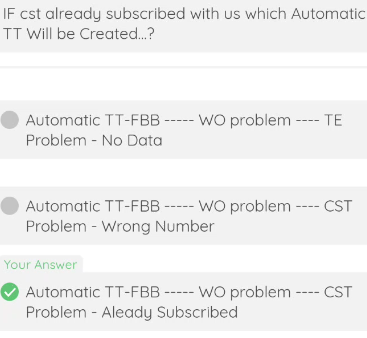 IF cst already subscribed with us which Automatic
TT Will be Created...?
Automatic TT-FBB ----- WO problem ---- TE
Problem - No Data
Automatic TT-FBB ----- WO problem ---- CST
Problem - Wrong Number
Your Answer
Automatic TT-FBB ----- WO problem ---- CST
Problem - Aleady Subscribed